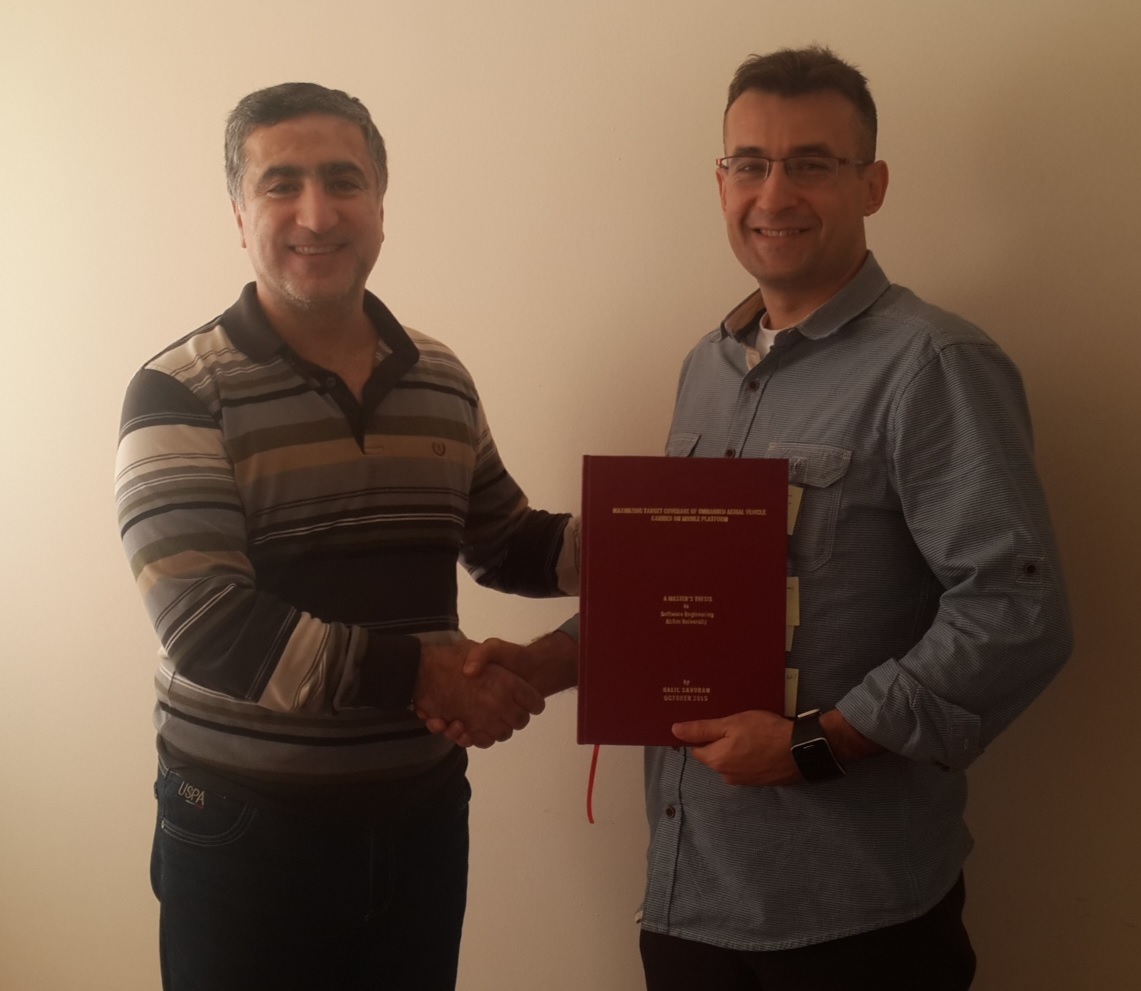 USPA
MAXIMIZING TARGET COVERAGE OF UNMANNED AERIAL VEHICLE
CARRIED ON MOBILE PLATFORM
A MASTER'S THESIS
in
Software Engineering
Atılım University
by
HALİL SAVURAN
OCTOBER 2015